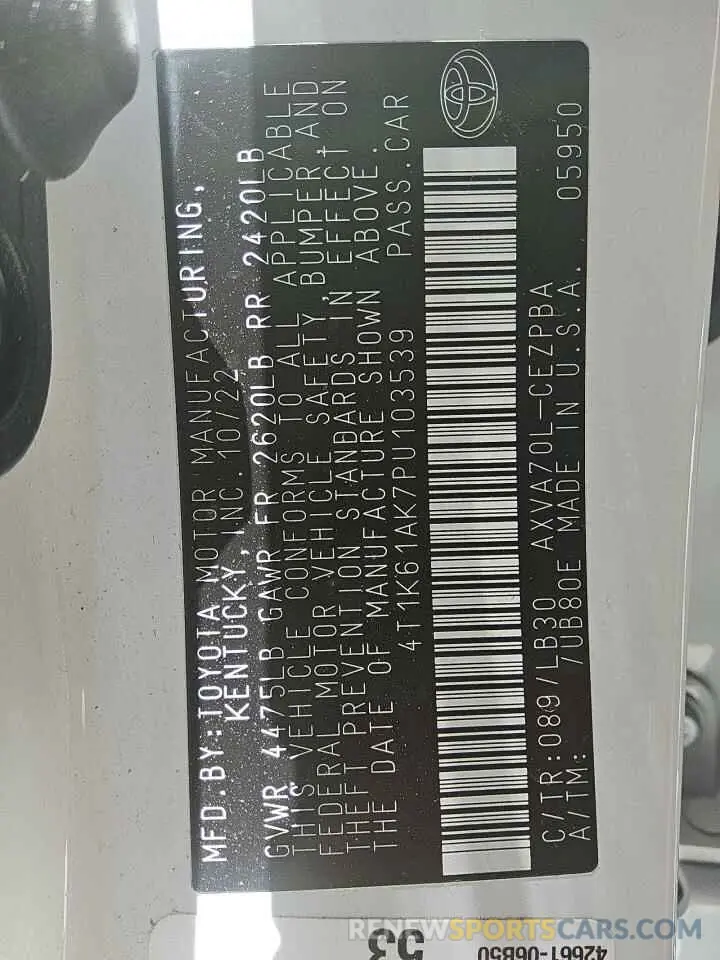 MFD.BY:TOYOTA MOTOR MANUFACTURING,
KENTUCKY, INC. 10/22
GVWR 4475LB GAWR FR 2620LB RR 2420LB
THIS VEHICLE CONFORMS TO ALL APPLICABLE
FEDERAL MOTOR VEHICLE SAFETY, BUMPER, AND
THEFT PREVENTION STANDARDS IN EFFECT ON
THE DATE OF MANUFACTURE SHOWN ABOVE.
4T1K61AK7PU103539 PASS.CAR
C/TR:089/LB30 AXVA70L-CEZPBA 05950
A/TM: /UB80E MADE IN U.S.A.
53 42661-06B50
RENEWSPORTSCARS.COM